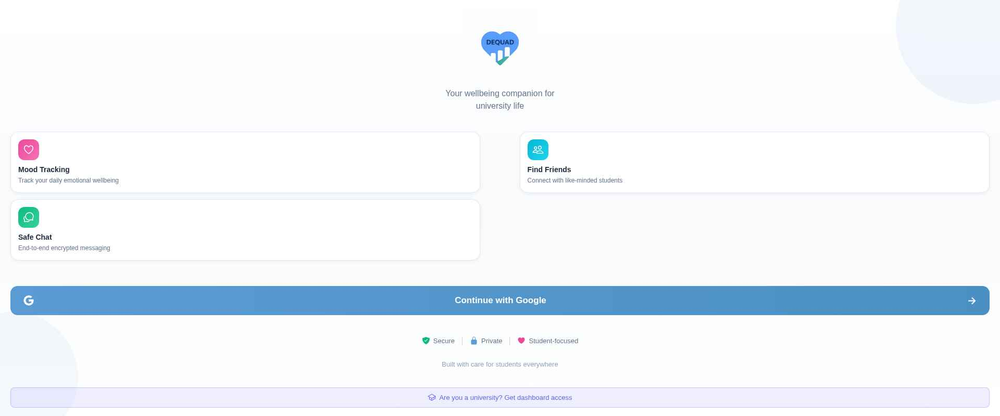 DEQUAD
Your wellbeing companion for
university life
Mood Tracking
Track your daily emotional wellbeing
Find Friends
Connect with like-minded students
Safe Chat
End-to-end encrypted messaging
Continue with Google
Secure
Private
Student-focused
Built with care for students everywhere
Are you a university? Get dashboard access